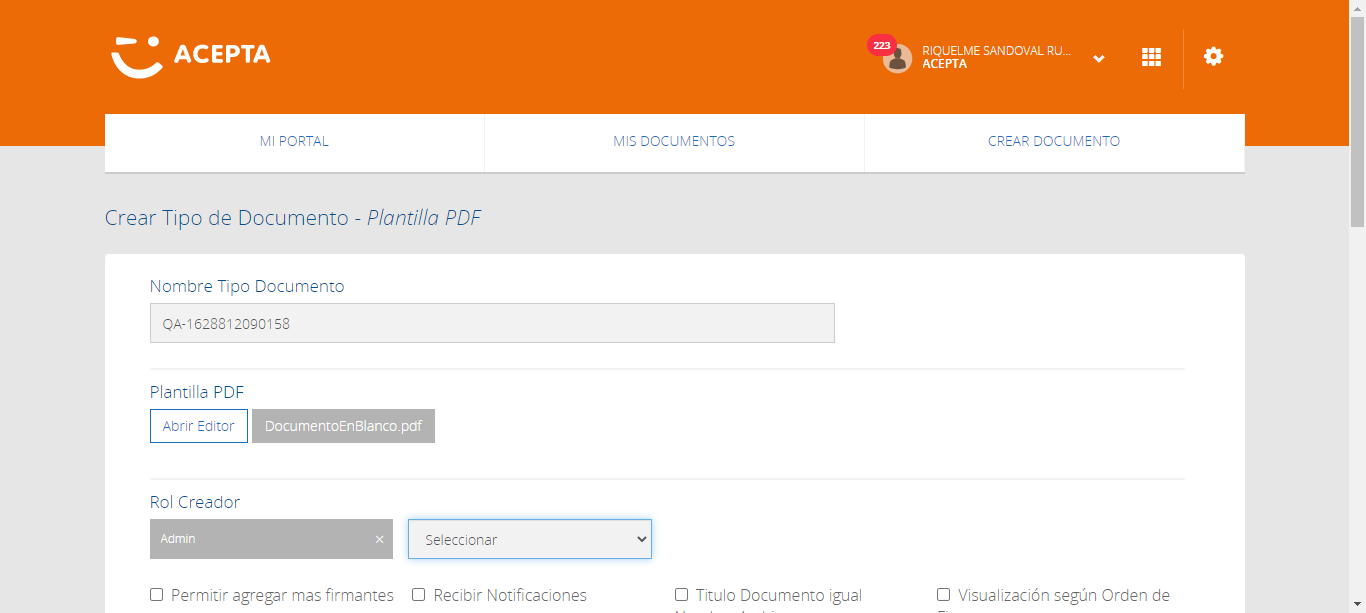 ACEPTA
223
RIQUELME SANDOVAL RU...
ACEPTA
MI PORTAL
MIS DOCUMENTOS
CREAR DOCUMENTO
Crear Tipo de Documento - Plantilla PDF
Nombre Tipo Documento
QA-1628812090158
Plantilla PDF
Abrir Editor
DocumentoEnBlanco.pdf
Rol Creador
Admin ×
Seleccionar
Permitir agregar mas firmantes
Recibir Notificaciones
Titulo Documento igual
Visualización según Orden de